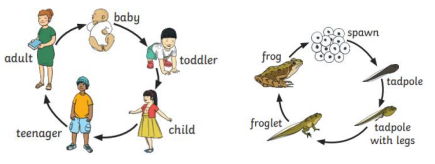 baby
adult
toddler
teenager
child
spawn
frog
tadpole
froglet
tadpole
with legs